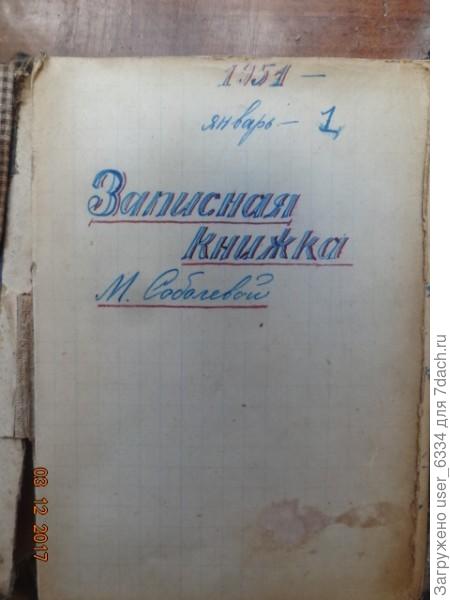 1951 —
январь — 1
Записная
книжка
М. Соболевой
03 12 2017
Загружено user_6334 для 7dach.ru